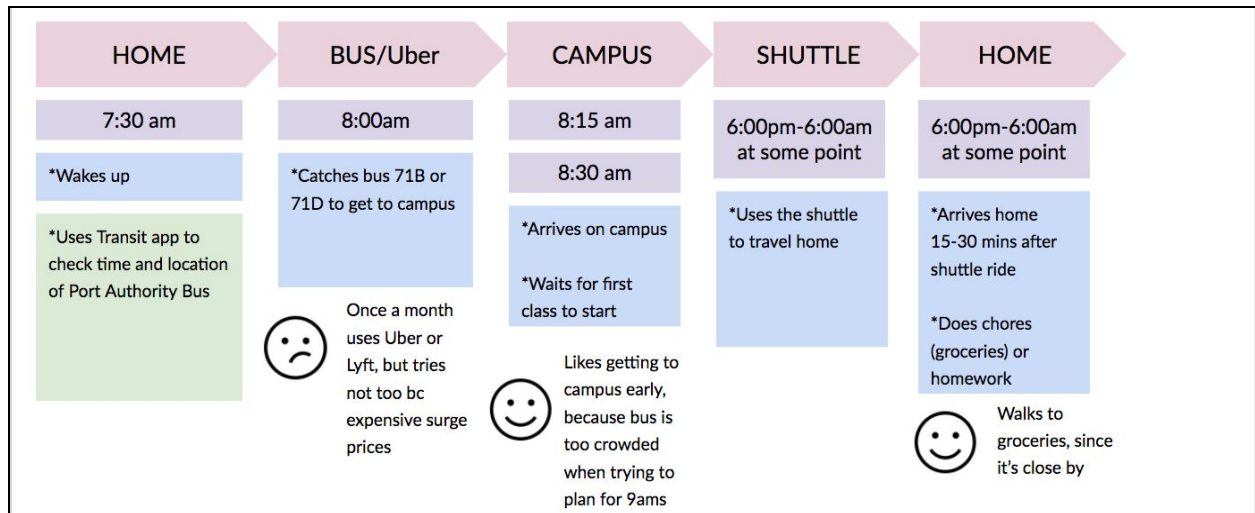 HOME
BUS/Uber
CAMPUS
SHUTTLE
HOME
7:30 am
*Wakes up
*Uses Transit app to
check time and location
of Port Authority Bus
8:00am
*Catches bus 71B or
71D to get to campus
Once a month
uses Uber or
Lyft, but tries
not too bc
expensive surge
prices
8:15 am
8:30 am
*Arrives on campus
*Waits for first
class to start
Likes getting to
campus early,
because bus is
too crowded
when trying to
plan for 9ams
6:00pm-6:00am
at some point
*Uses the shuttle
to travel home
6:00pm-6:00am
at some point
*Arrives home
15-30 mins after
shuttle ride
*Does chores
(groceries) or
homework
Walks to
groceries, since
it's close by